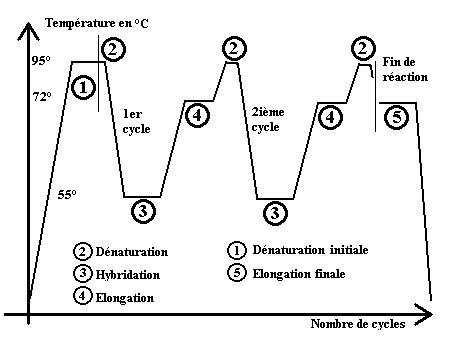 Température en °C
95°
72°
55°
2
1
1er
cycle
4
3
2
2ième
cycle
4
3
2
Fin de
réaction
5
2 Dénaturation
3 Hybridation
4 Elongation
1 Dénaturation initiale
5 Elongation finale
Nombre de cycles